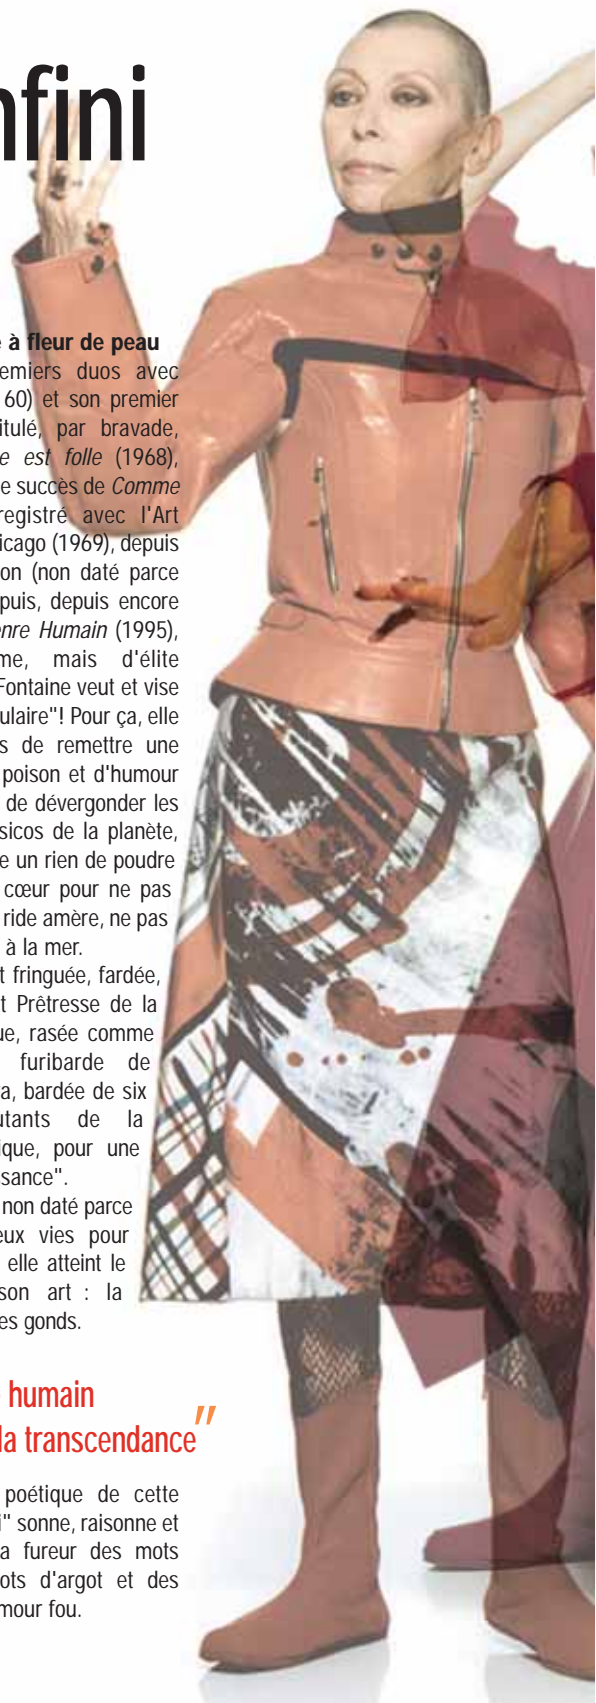 nfini
à fleur de peau
emiers duos avec
60) et son premier
itulé, par bravade,
e est folle (1968),
e succès de Comme
registré avec l'Art
icago (1969), depuis
on (non daté parce
puis, depuis encore
enre Humain (1995),
me, mais d'élite
Fontaine veut et vise
ulaire"! Pour ça, elle
s de remettre une
poison et d'humour
de dévergonder les
sicos de la planète,
e un rien de poudre
cœur pour ne pas
ride amère, ne pas
à la mer.
t fringuée, fardée,
t Prêtresse de la
ue, rasée comme
furibarde de
a, bardée de six
utants de la
ique, pour une
sance".
non daté parce
eux vies pour
elle atteint le
son art : la
es gonds.
humain
la transcendance"
poétique de cette
i" sonne, raisonne et
a fureur des mots
ots d'argot et des
mour fou.